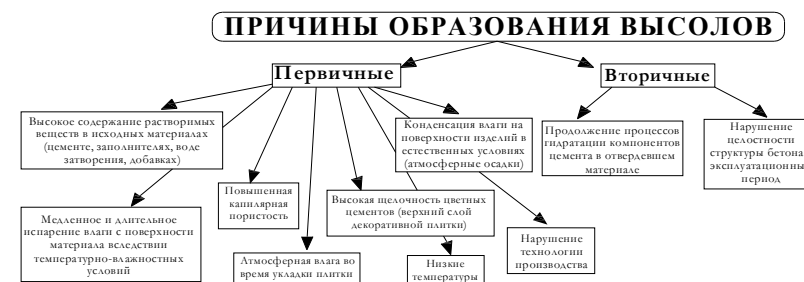 ПРИЧИНЫ ОБРАЗОВАНИЯ ВЫСОЛОВ
Первичные
Вторичные
Высокое содержание растворимых
веществ в исходных материалах
(цементе, заполнителях, воде
затворения, добавках)
Конденсация влаги на
поверхности изделий в
естественных условиях
(атмосферные осадки)
Продолжение процессов
гидратации компонентов
цемента в отвердевшем
материале
Нарушение
целостности
структуры бетона
эксплуатационны
период
Повышенная
капилярная
пористость
Высокая щелочность цветных
цементов (верхний слой
декоративной плитки)
Медленное и длительное
испарение влаги с поверхности
материала вследствии
температурно-влажностных
условий
Атмосферная влага во
время укладки плитки
Низкие
температуры
Нарушение
технологии
производства